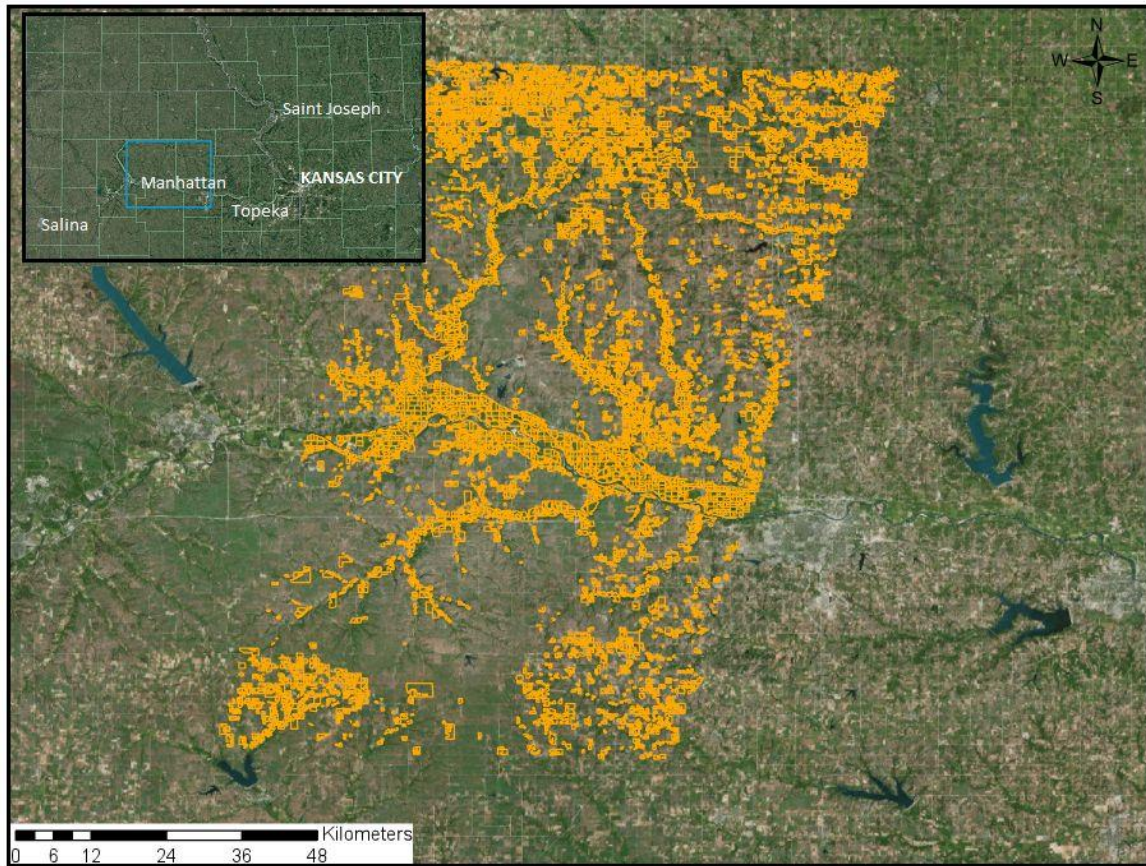 N
W E
S
Saint Joseph
Manhattan
KANSAS CITY
Salina
Topeka
Kilometers
0 6 12 24 36 48